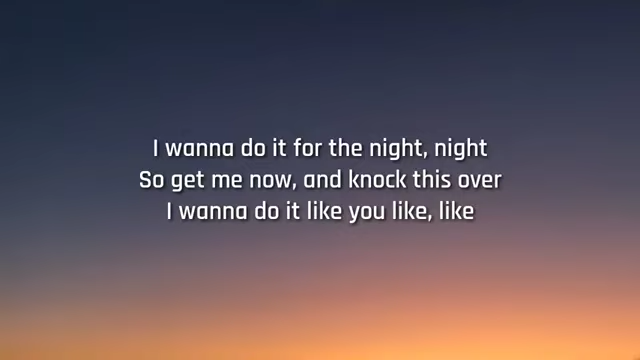 I wanna do it for the night, night
So get me now, and knock this over
I wanna do it like you like, like